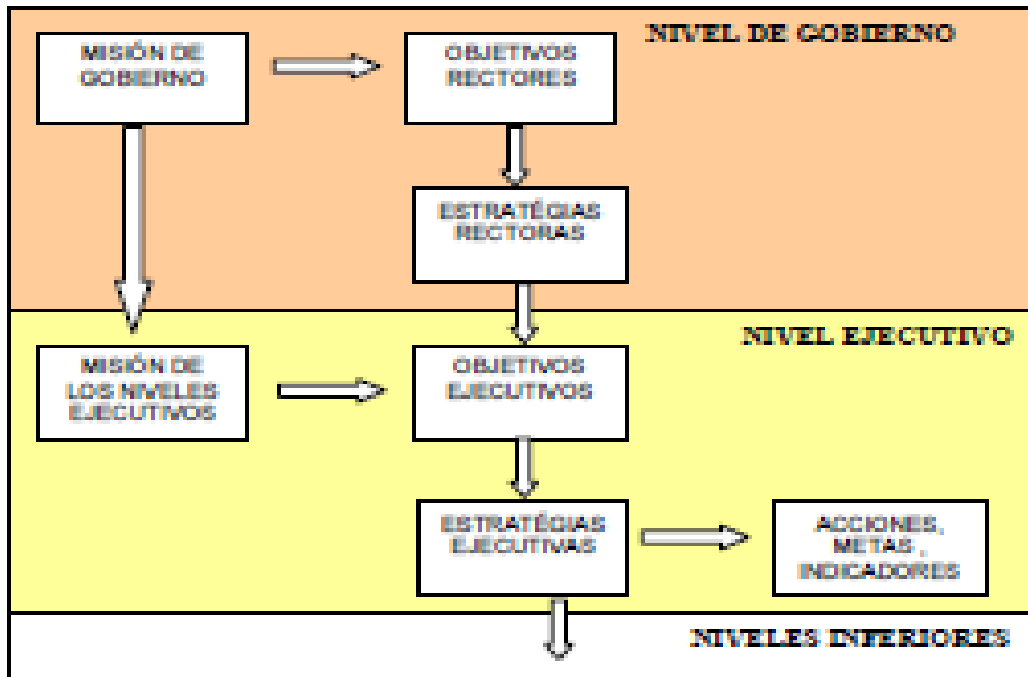 NIVEL DE GOBIERNO
MISIÓN DE
GOBIERNO
OBJETIVOS
RECTORES
ESTRATÉGIAS
RECTORAS
NIVEL EJECUTIVO
MISIÓN DE
LOS NIVELES
EJECUTIVOS
OBJETIVOS
EJECUTIVOS
ESTRATÉGIAS
EJECUTIVAS
ACCIONES,
METAS ,
INDICADORES
NIVELES INFERIORES